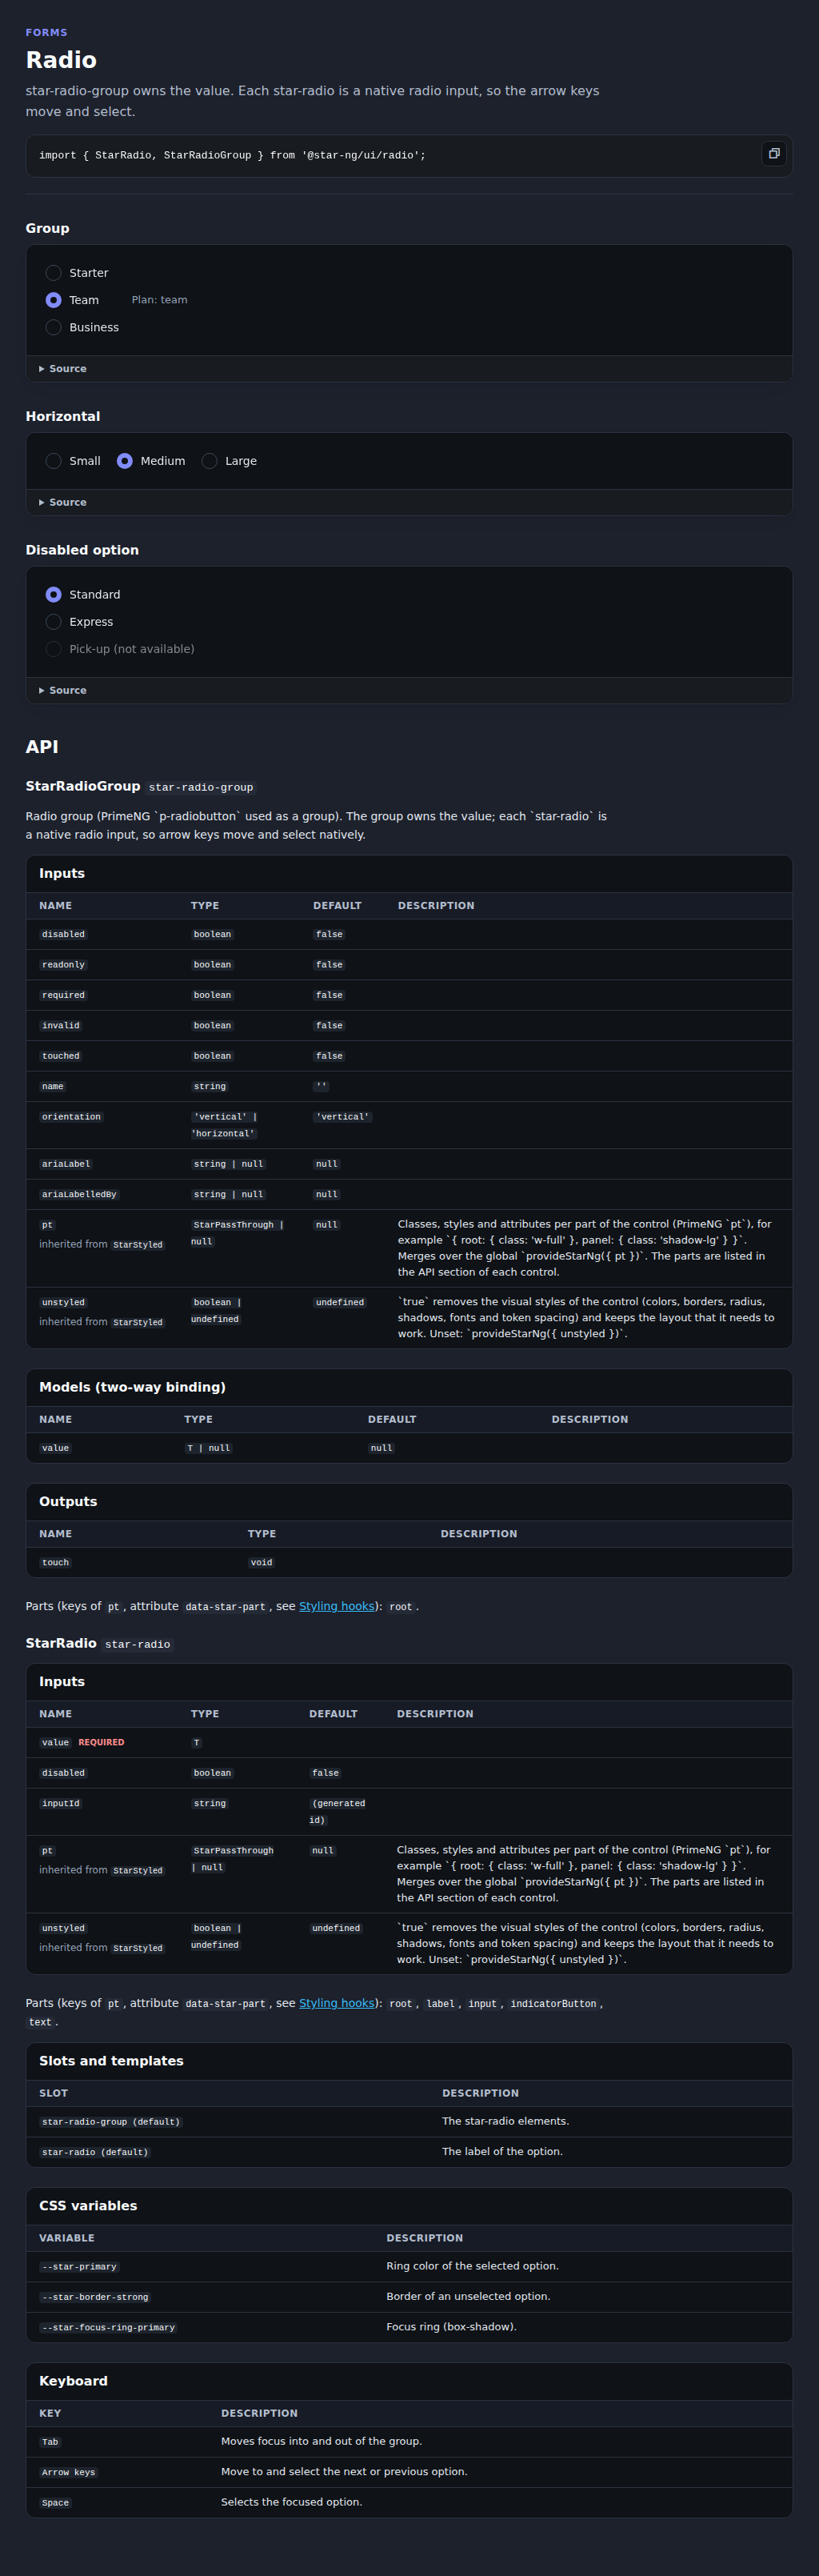 FORMS
Radio
star-radio-group owns the value. Each star-radio is a native radio input, so the arrow keys
move and select.
import { StarRadio, StarRadioGroup } from '@star-ng/ui/radio';
Group
Starter
Team Plan: team
Business
Source
Horizontal
Small Medium Large
Source
Disabled option
Standard
Express
Pick-up (not available)
Source
API
StarRadioGroup star-radio-group
Radio group (PrimeNG `p-radiobutton` used as a group). The group owns the value; each `star-radio` is
a native radio input, so arrow keys move and select natively.
Inputs
NAME TYPE DEFAULT DESCRIPTION
disabled boolean false
readonly boolean false
required boolean false
invalid boolean false
touched boolean false
name string ''
orientation 'vertical' | 'vertical'
'horizontal'
ariaLabel string | null null
ariaLabelledBy string | null null
pt StarPassThrough | null Classes, styles and attributes per part of the control (PrimeNG `pt`), for
inherited from StarStyled null example `{ root: { class: 'w-full' }, panel: { class: 'shadow-lg' } }`.
Merges over the global `provideStarNg({ pt })`. The parts are listed in
the API section of each control.
unstyled boolean | undefined `true` removes the visual styles of the control (colors, borders, radius,
inherited from StarStyled undefined shadows, fonts and token spacing) and keeps the layout that it needs to
work. Unset: `provideStarNg({ unstyled })`.
Models (two-way binding)
NAME TYPE DEFAULT DESCRIPTION
value T | null null
Outputs
NAME TYPE DESCRIPTION
touch void
Parts (keys of pt, attribute data-star-part, see Styling hooks): root.
StarRadio star-radio
Inputs
NAME TYPE DEFAULT DESCRIPTION
value REQUIRED T
disabled boolean false
inputId string (generated
id)
pt StarPassThrough null Classes, styles and attributes per part of the control (PrimeNG `pt`), for
inherited from StarStyled | null example `{ root: { class: 'w-full' }, panel: { class: 'shadow-lg' } }`.
Merges over the global `provideStarNg({ pt })`. The parts are listed in
the API section of each control.
unstyled boolean | undefined `true` removes the visual styles of the control (colors, borders, radius,
inherited from StarStyled undefined shadows, fonts and token spacing) and keeps the layout that it needs to
work. Unset: `provideStarNg({ unstyled })`.
Parts (keys of pt, attribute data-star-part, see Styling hooks): root, label, input, indicatorButton,
text.
Slots and templates
SLOT DESCRIPTION
star-radio-group (default) The star-radio elements.
star-radio (default) The label of the option.
CSS variables
VARIABLE DESCRIPTION
--star-primary Ring color of the selected option.
--star-border-strong Border of an unselected option.
--star-focus-ring-primary Focus ring (box-shadow).
Keyboard
KEY DESCRIPTION
Tab Moves focus into and out of the group.
Arrow keys Move to and select the next or previous option.
Space Selects the focused option.